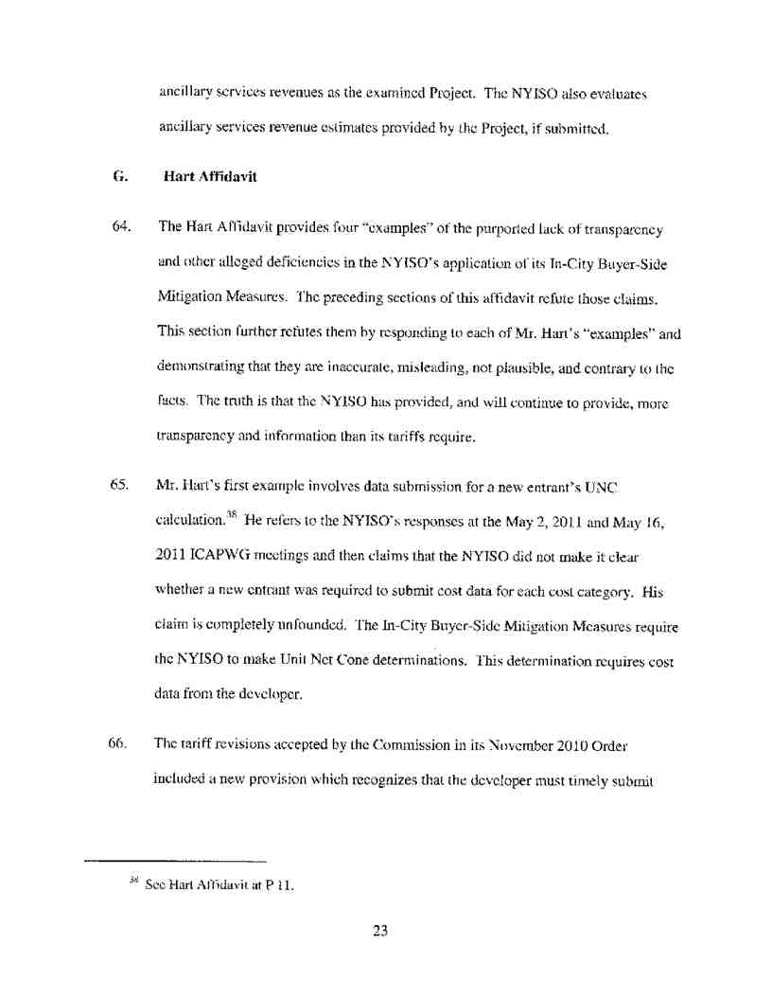 ancillary services revenues as the examined Project. The NYISO also evaluates
ancillary services revenue estimates provided by the Project, if submitted.
G. Hart Affidavit
64. The Hart Affidavit provides four “examples” of the purported lack of transparency
and other alleged deficiencies in the NYISO’s application of its In-City Buyer-Side
Mitigation Measures. The preceding sections of this affidavit refute those claims.
This section further refutes them by responding to each of Mr. Hart’s “examples” and
demonstrating that they are inaccurate, misleading, not plausible, and contrary to the
facts. The truth is that the NYISO has provided, and will continue to provide, more
transparency and information than its tariffs require.
65. Mr. Hart’s first example involves data submission for a new entrant’s UNC
calculation.38 He refers to the NYISO’s responses at the May 2, 2011 and May 16,
2011 ICAPWG meetings and then claims that the NYISO did not make it clear
whether a new entrant was required to submit cost data for each cost category. His
claim is completely unfounded. The In-City Buyer-Side Mitigation Measures require
the NYISO to make Unit Net Cone determinations. This determination requires cost
data from the developer.
66. The tariff revisions accepted by the Commission in its November 2010 Order
included a new provision which recognizes that the developer must timely submit
38 See Hart Affidavit at P 11.
23